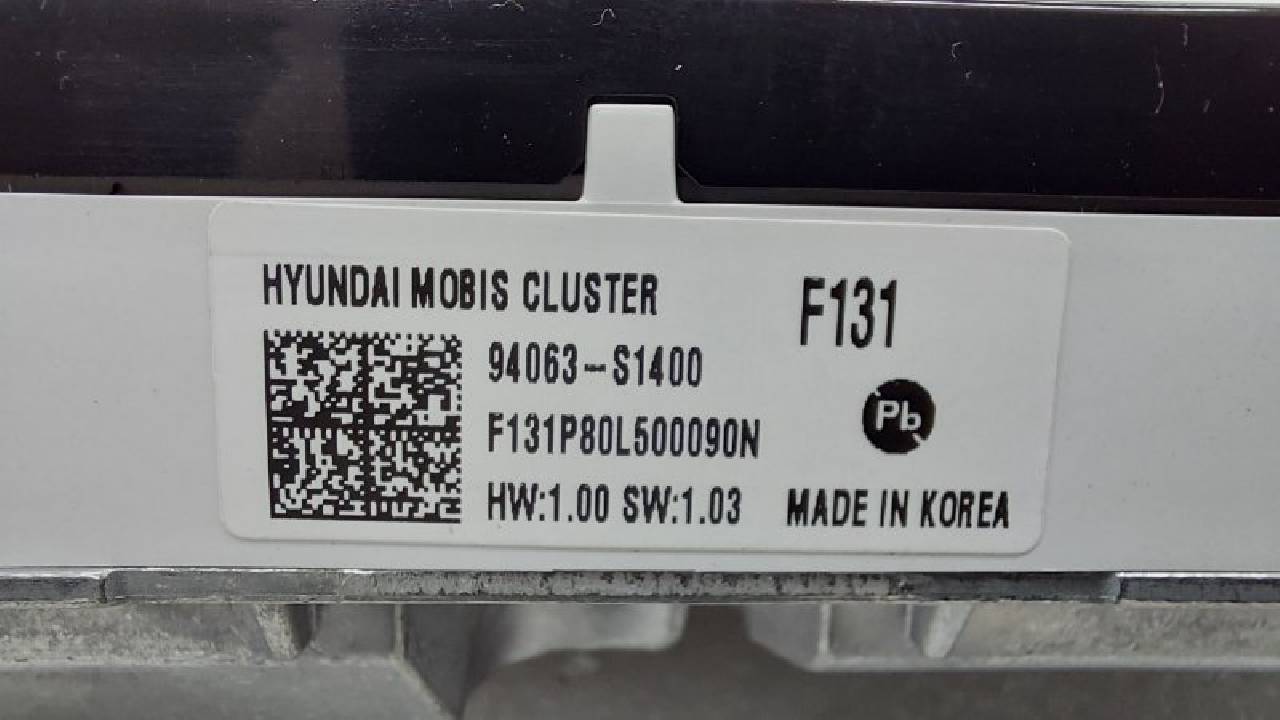 HYUNDAI MOBIS CLUSTER
F131
94063-S1400
Pb
F131P80L500090N
HW:1.00 SW:1.03
MADE IN KOREA